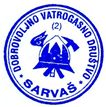 DOBROVOLJNO VATROGASNO DRUŠTVO
(2)
SARVAŠ